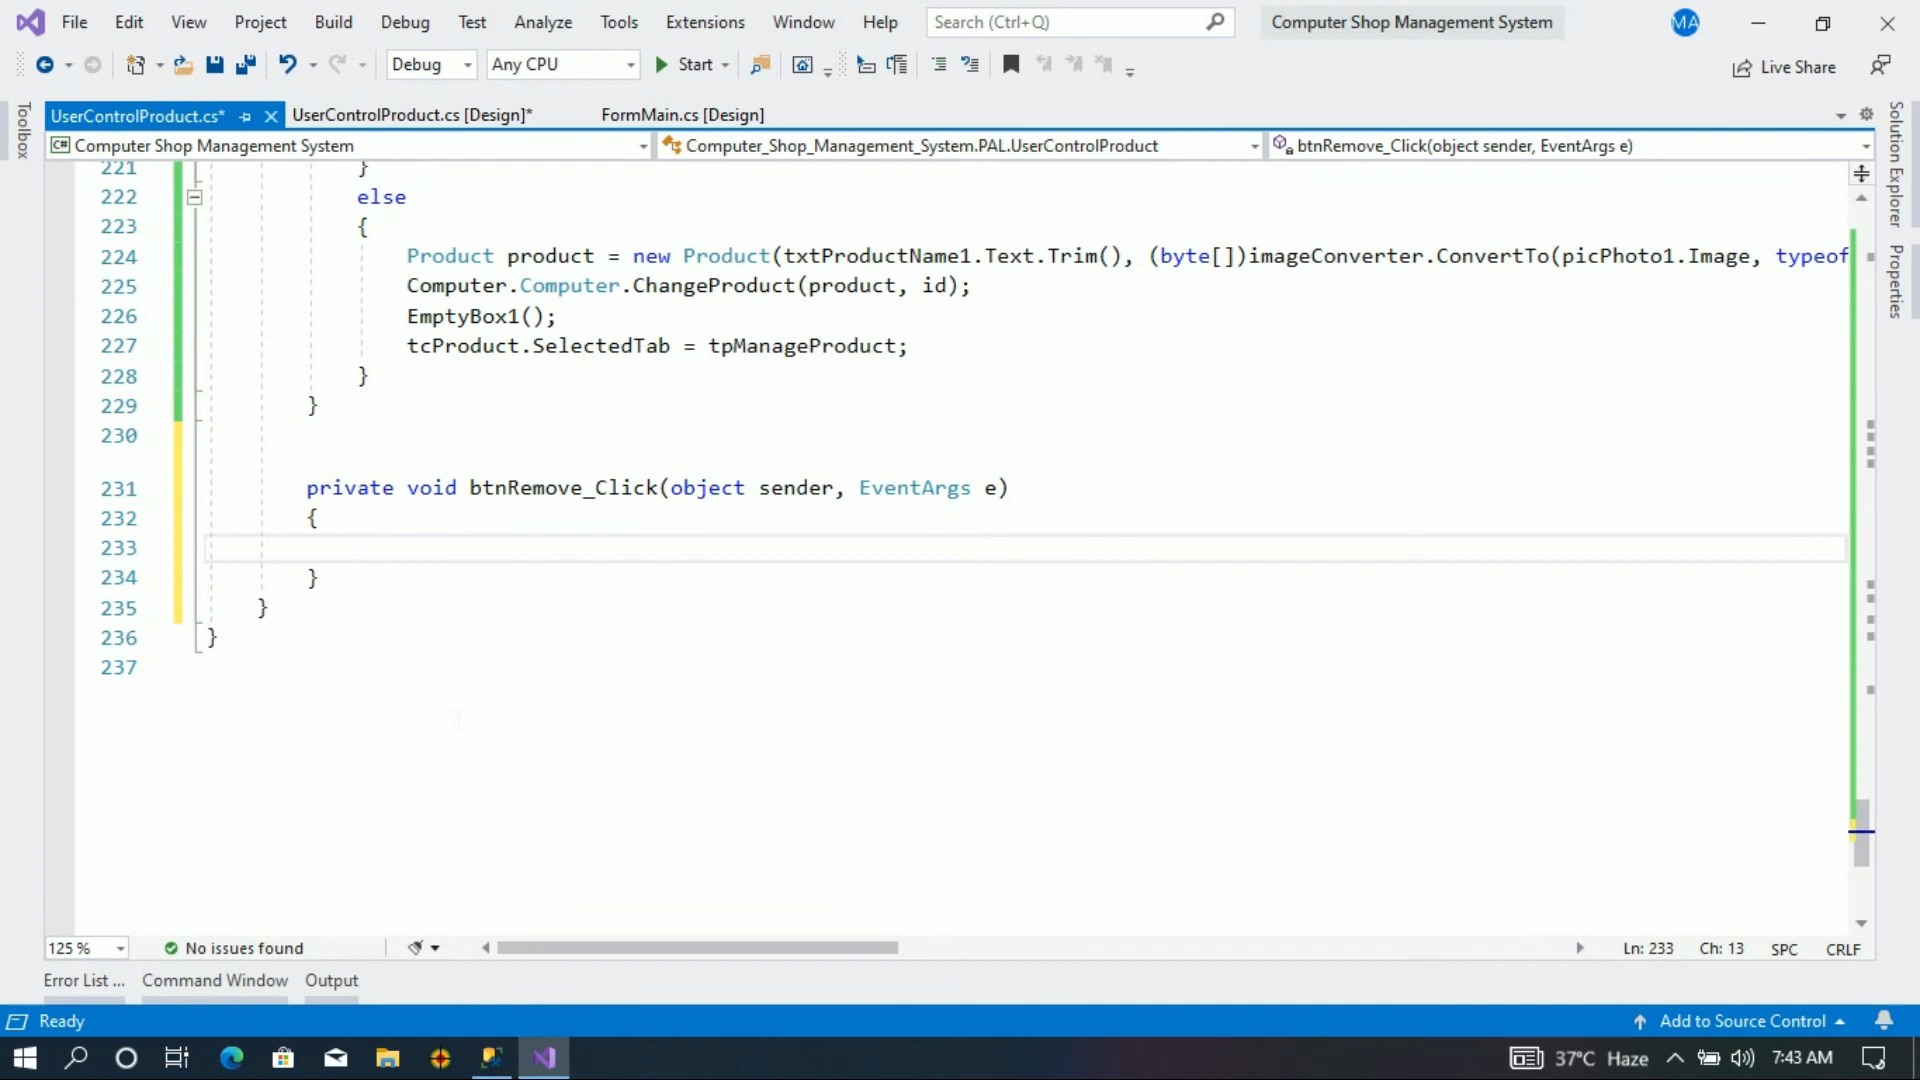 File Edit View Project Build Debug Test Analyze Tools Extensions Window Help Search (Ctrl+Q) Computer Shop Management System MA
Debug Any CPU Start Live Share
UserControlProduct.cs* UserControlProduct.cs [Design]* FormMain.cs [Design]
C# Computer Shop Management System Computer_Shop_Management_System.PAL.UserControlProduct btnRemove_Click(object sender, EventArgs e)
Toolbox
Solution Explorer
Properties
221 }
222 else
223 {
224 Product product = new Product(txtProductName1.Text.Trim(), (byte[])imageConverter.ConvertTo(picPhoto1.Image, typeof
225 Computer.Computer.ChangeProduct(product, id);
226 EmptyBox1();
227 tcProduct.SelectedTab = tpManageProduct;
228 }
229 }
230
231 private void btnRemove_Click(object sender, EventArgs e)
232 {
233
234 }
235 }
236 }
237
125 % No issues found Ln: 233 Ch: 13 SPC CRLF
Error List ... Command Window Output
Ready Add to Source Control
37°C Haze 7:43 AM